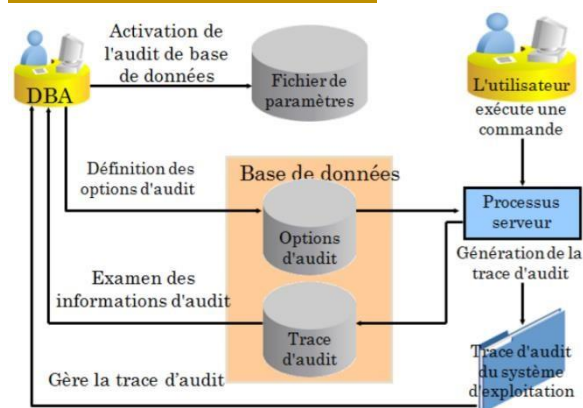 Activation de
l'audit de base
de données
DBA
Fichier de
paramètres
L'utilisateur
exécute une
commande
Définition des
options d'audit
Base de données
Options
d'audit
Processus
serveur
Génération de la
trace d'audit
Examen des
informations d'audit
Trace
d'audit
Trace d'audit
du système
d'exploitation
Gère la trace d'audit